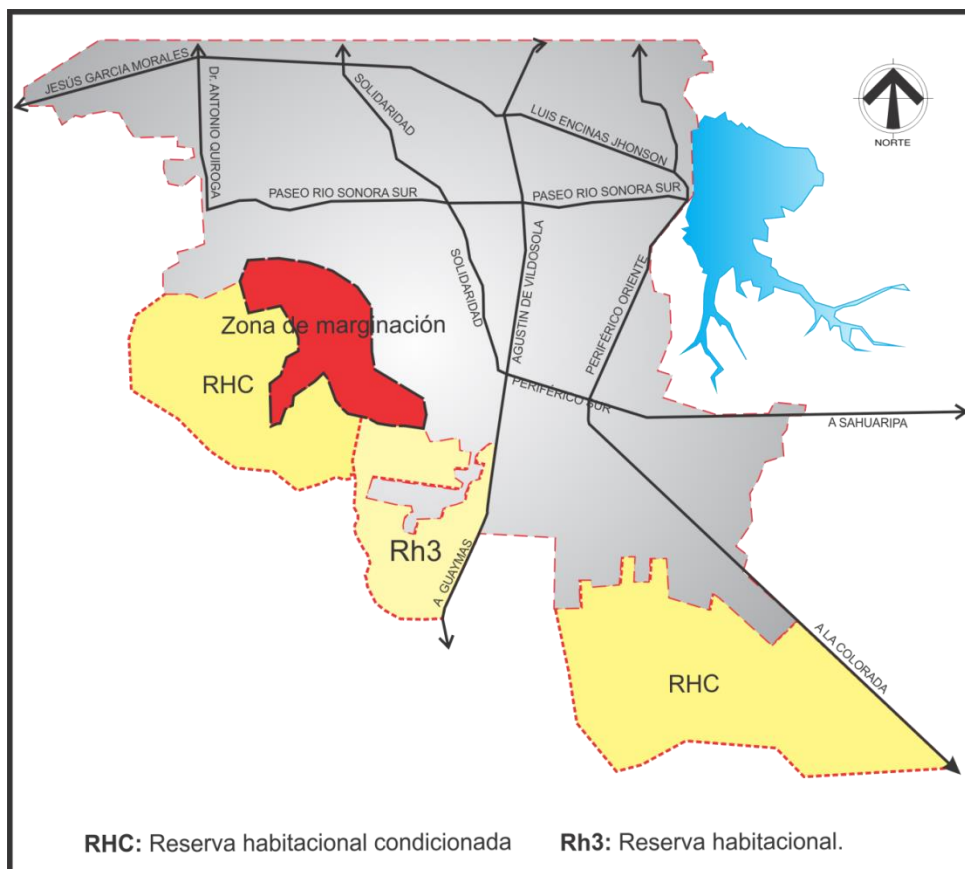 JESÚS GARCIA MORALES
Dr. ANTONIO QUIROGA
SOLIDARIDAD
LUIS ENCINAS JHONSON
NORTE
PASEO RIO SONORA SUR
PASEO RIO SONORA SUR
SOLIDARIDAD
AGUSTIN DE VILDOSOLA
PERIFÉRICO ORIENTE
Zona de marginación
RHC
PERIFÉRICO SUR
A SAHUARIPA
Rh3
A GUAYMAS
A LA COLORADA
RHC
RHC: Reserva habitacional condicionada
Rh3: Reserva habitacional.